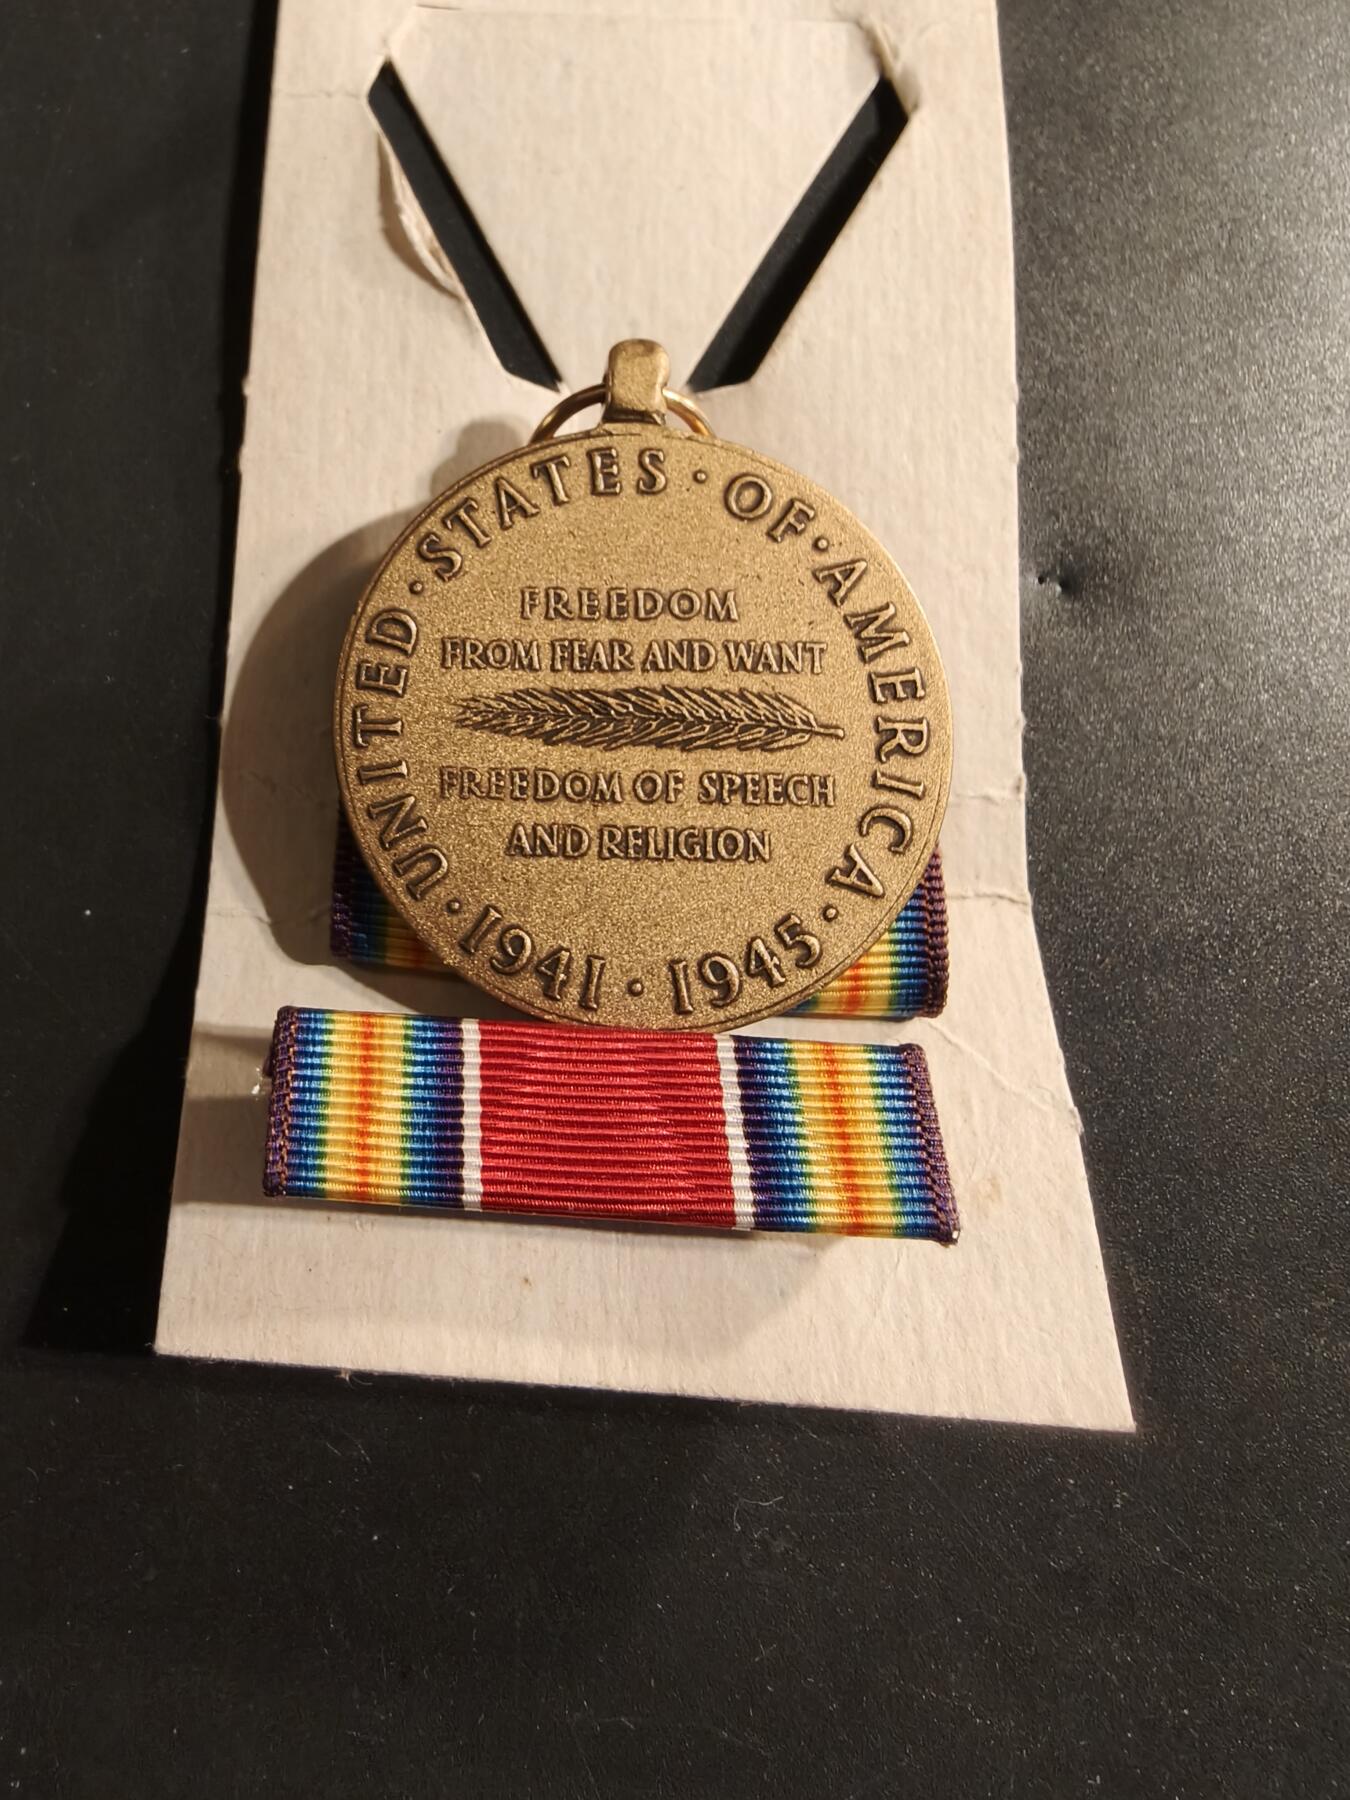 UNITED · STATES · OF · AMERICA
FREEDOM
FROM FEAR AND WANT
FREEDOM OF SPEECH
AND RELIGION
· 1941 · 1945 ·